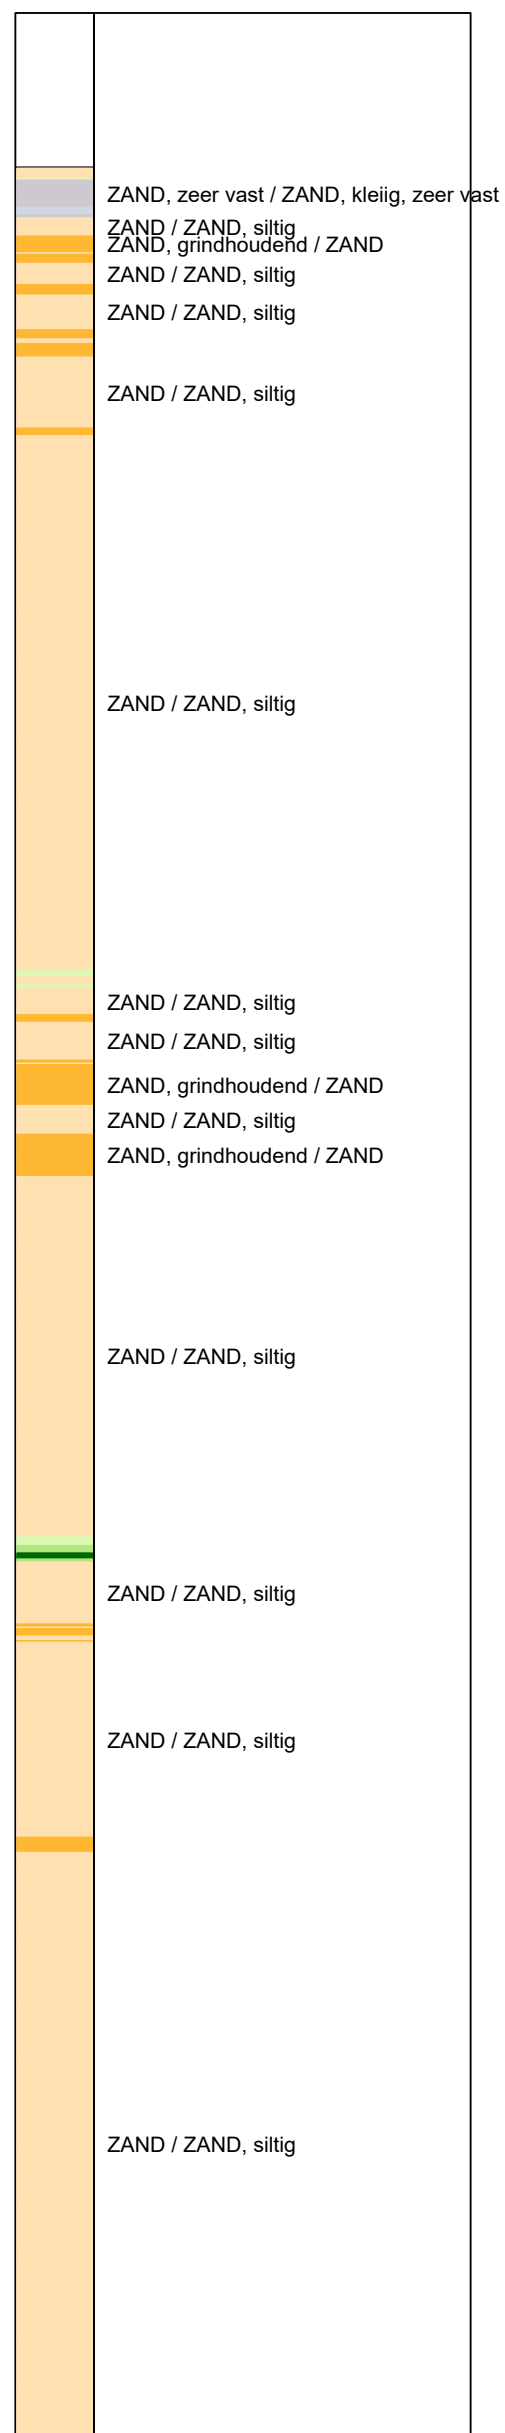 ZAND, zeer vast / ZAND, kleiig, zeer vast
ZAND / ZAND, siltig
ZAND, grindhoudend / ZAND
ZAND / ZAND, siltig
ZAND / ZAND, siltig
ZAND / ZAND, siltig
ZAND / ZAND, siltig
ZAND / ZAND, siltig
ZAND / ZAND, siltig
ZAND, grindhoudend / ZAND
ZAND / ZAND, siltig
ZAND, grindhoudend / ZAND
ZAND / ZAND, siltig
ZAND / ZAND, siltig
ZAND / ZAND, siltig
ZAND / ZAND, siltig